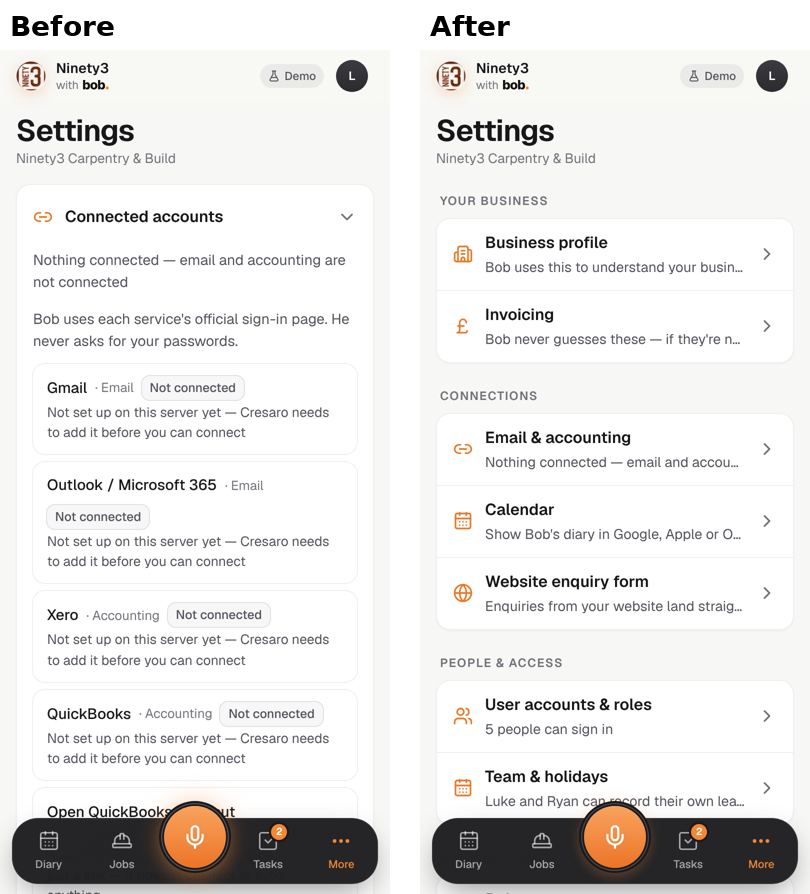 Before
NINETY
3
Ninety3
with bob.
Demo
L
Settings
Ninety3 Carpentry & Build
Connected accounts
Nothing connected — email and accounting are
not connected
Bob uses each service's official sign-in page. He
never asks for your passwords.
Gmail · Email Not connected
Not set up on this server yet — Cresaro needs
to add it before you can connect
Outlook / Microsoft 365 · Email
Not connected
Not set up on this server yet — Cresaro needs
to add it before you can connect
Xero · Accounting Not connected
Not set up on this server yet — Cresaro needs
to add it before you can connect
QuickBooks · Accounting Not connected
Not set up on this server yet — Cresaro needs
to add it before you can connect
Open QuickBooks
2
Diary Jobs Tasks More
anything.
After
NINETY
3
Ninety3
with bob.
Demo
L
Settings
Ninety3 Carpentry & Build
YOUR BUSINESS
Business profile
Bob uses this to understand your busin...
Invoicing
Bob never guesses these — if they're n...
CONNECTIONS
Email & accounting
Nothing connected — email and accou...
Calendar
Show Bob's diary in Google, Apple or O...
Website enquiry form
Enquiries from your website land straig...
PEOPLE & ACCESS
User accounts & roles
5 people can sign in
Team & holidays
Luke and Ryan can record their own lea...
2
Diary Jobs Tasks More